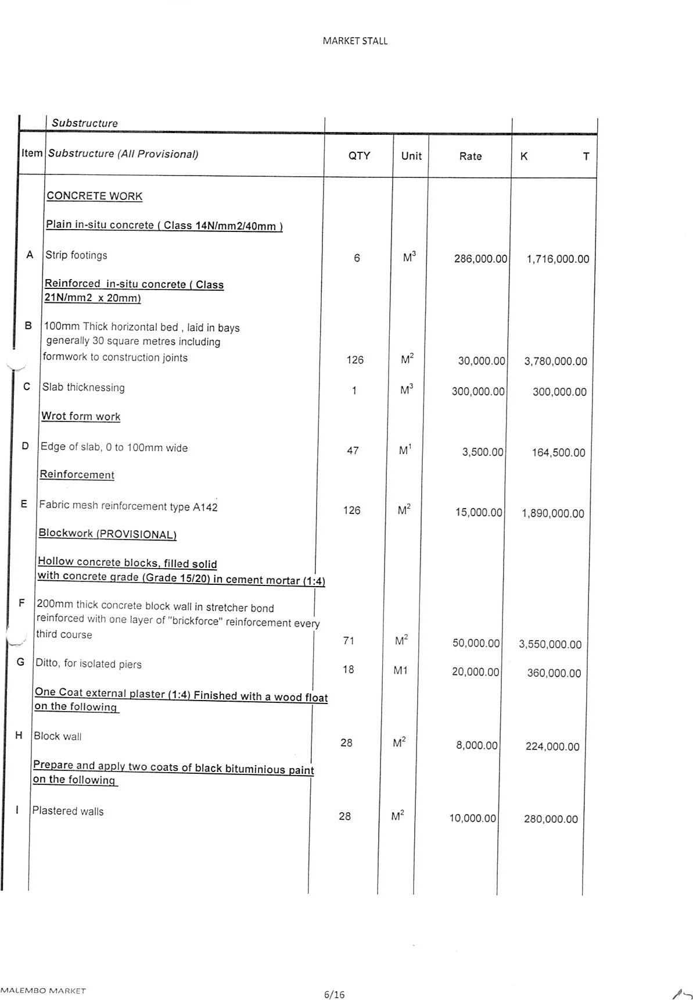 MARKET STALL
Substructure
Item Substructure (All Provisional) QTY Unit Rate K T
CONCRETE WORK
Plain in-situ concrete ( Class 14N/mm2/40mm )
A Strip footings 6 M³ 286,000.00 1,716,000.00
Reinforced in-situ concrete ( Class
21N/mm2 x 20mm)
B 100mm Thick horizontal bed , laid in bays
generally 30 square metres including
formwork to construction joints 126 M² 30,000.00 3,780,000.00
C Slab thicknessing 1 M³ 300,000.00 300,000.00
Wrot form work
D Edge of slab, 0 to 100mm wide 47 M¹ 3,500.00 164,500.00
Reinforcement
E Fabric mesh reinforcement type A142 126 M² 15,000.00 1,890,000.00
Blockwork (PROVISIONAL)
Hollow concrete blocks, filled solid
with concrete grade (Grade 15/20) in cement mortar (1:4)
F 200mm thick concrete block wall in stretcher bond
reinforced with one layer of "brickforce" reinforcement every
third course 71 M² 50,000.00 3,550,000.00
G Ditto, for isolated piers 18 M1 20,000.00 360,000.00
One Coat external plaster (1:4) Finished with a wood float
on the following
H Block wall 28 M² 8,000.00 224,000.00
Prepare and apply two coats of black bituminious paint
on the following
I Plastered walls 28 M² 10,000.00 280,000.00
MALEMBO MARKET 6/16